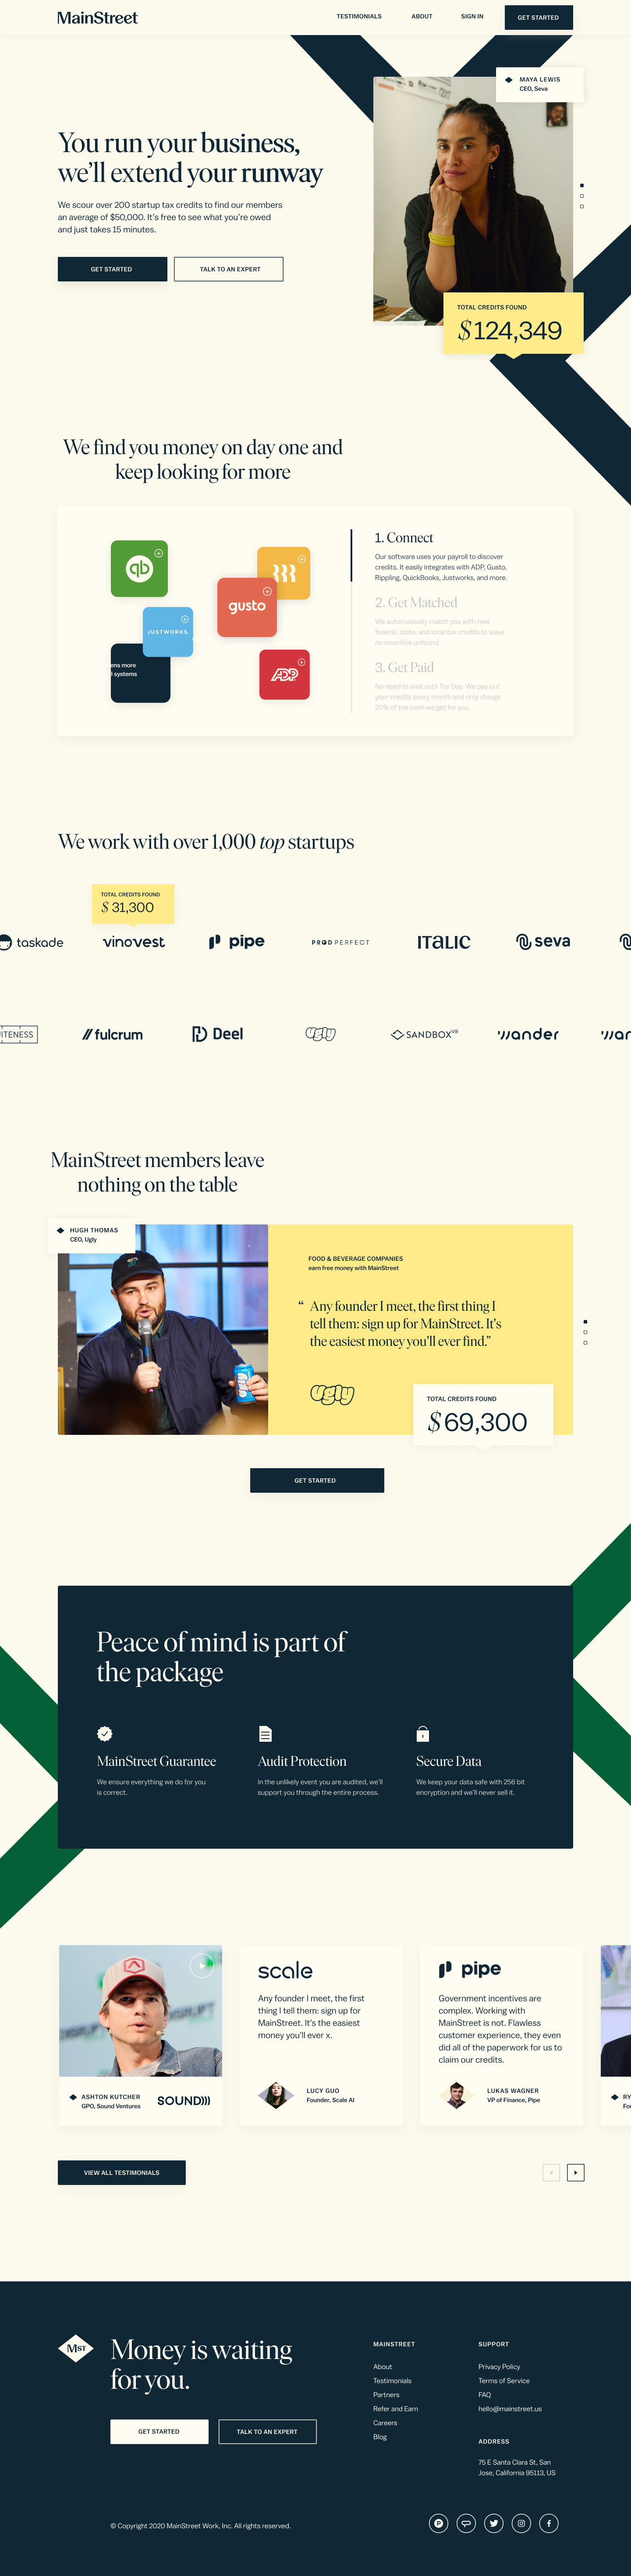 MainStreet
TESTIMONIALS
ABOUT
SIGN IN
GET STARTED
MAYA LEWIS
CEO, Seva
You run your business,
we'll extend your runway
We scour over 200 startup tax credits to find our members
an average of $50,000. It's free to see what you're owed
and just takes 15 minutes.
GET STARTED
TALK TO AN EXPERT
TOTAL CREDITS FOUND
$124,349
We find you money on day one and
keep looking for more
qb
gusto
JUSTWORKS.
ens more
l systems
ADP
1. Connect
Our software uses your payroll to discover
credits. It easily integrates with ADP, Gusto,
Rippling, QuickBooks, Justworks, and more.
2. Get Matched
We automatically match you with new
federal, state, and local tax credits to leave
no incentive unfound.
3. Get Paid
No need to wait until Tax Day. We pay out
your credits every month and only charge
20% of the cash we get for you.
We work with over 1,000 top startups
TOTAL CREDITS FOUND
$ 31,300
taskade
vinovest
pipe
PRODPERFECT
ITALIC
seva
ITENESS
fulcrum
Deel
ugly
SANDBOXVR
wander
war
MainStreet members leave
nothing on the table
HUGH THOMAS
CEO, Ugly
FOOD & BEVERAGE COMPANIES
earn free money with MainStreet
“ Any founder I meet, the first thing I
tell them: sign up for MainStreet. It's
the easiest money you'll ever find.”
ugly
TOTAL CREDITS FOUND
$69,300
GET STARTED
Peace of mind is part of
the package
MainStreet Guarantee
We ensure everything we do for you
is correct.
Audit Protection
In the unlikely event you are audited, we'll
support you through the entire process.
Secure Data
We keep your data safe with 256 bit
encryption and we'll never sell it.
ASHTON KUTCHER
GPO, Sound Ventures
SOUND)))
scale
Any founder I meet, the first
thing I tell them: sign up for
MainStreet. It's the easiest
money you'll ever x.
LUCY GUO
Founder, Scale AI
pipe
Government incentives are
complex. Working with
MainStreet is not. Flawless
customer experience, they even
did all of the paperwork for us to
claim our credits.
LUKAS WAGNER
VP of Finance, Pipe
RY
Fou
VIEW ALL TESTIMONIALS
MST
Money is waiting
for you.
GET STARTED
TALK TO AN EXPERT
MAINSTREET
About
Testimonials
Partners
Refer and Earn
Careers
Blog
SUPPORT
Privacy Policy
Terms of Service
FAQ
hello@mainstreet.us
ADDRESS
75 E Santa Clara St, San
Jose, California 95113, US
© Copyright 2020 MainStreet Work, Inc. All rights reserved.